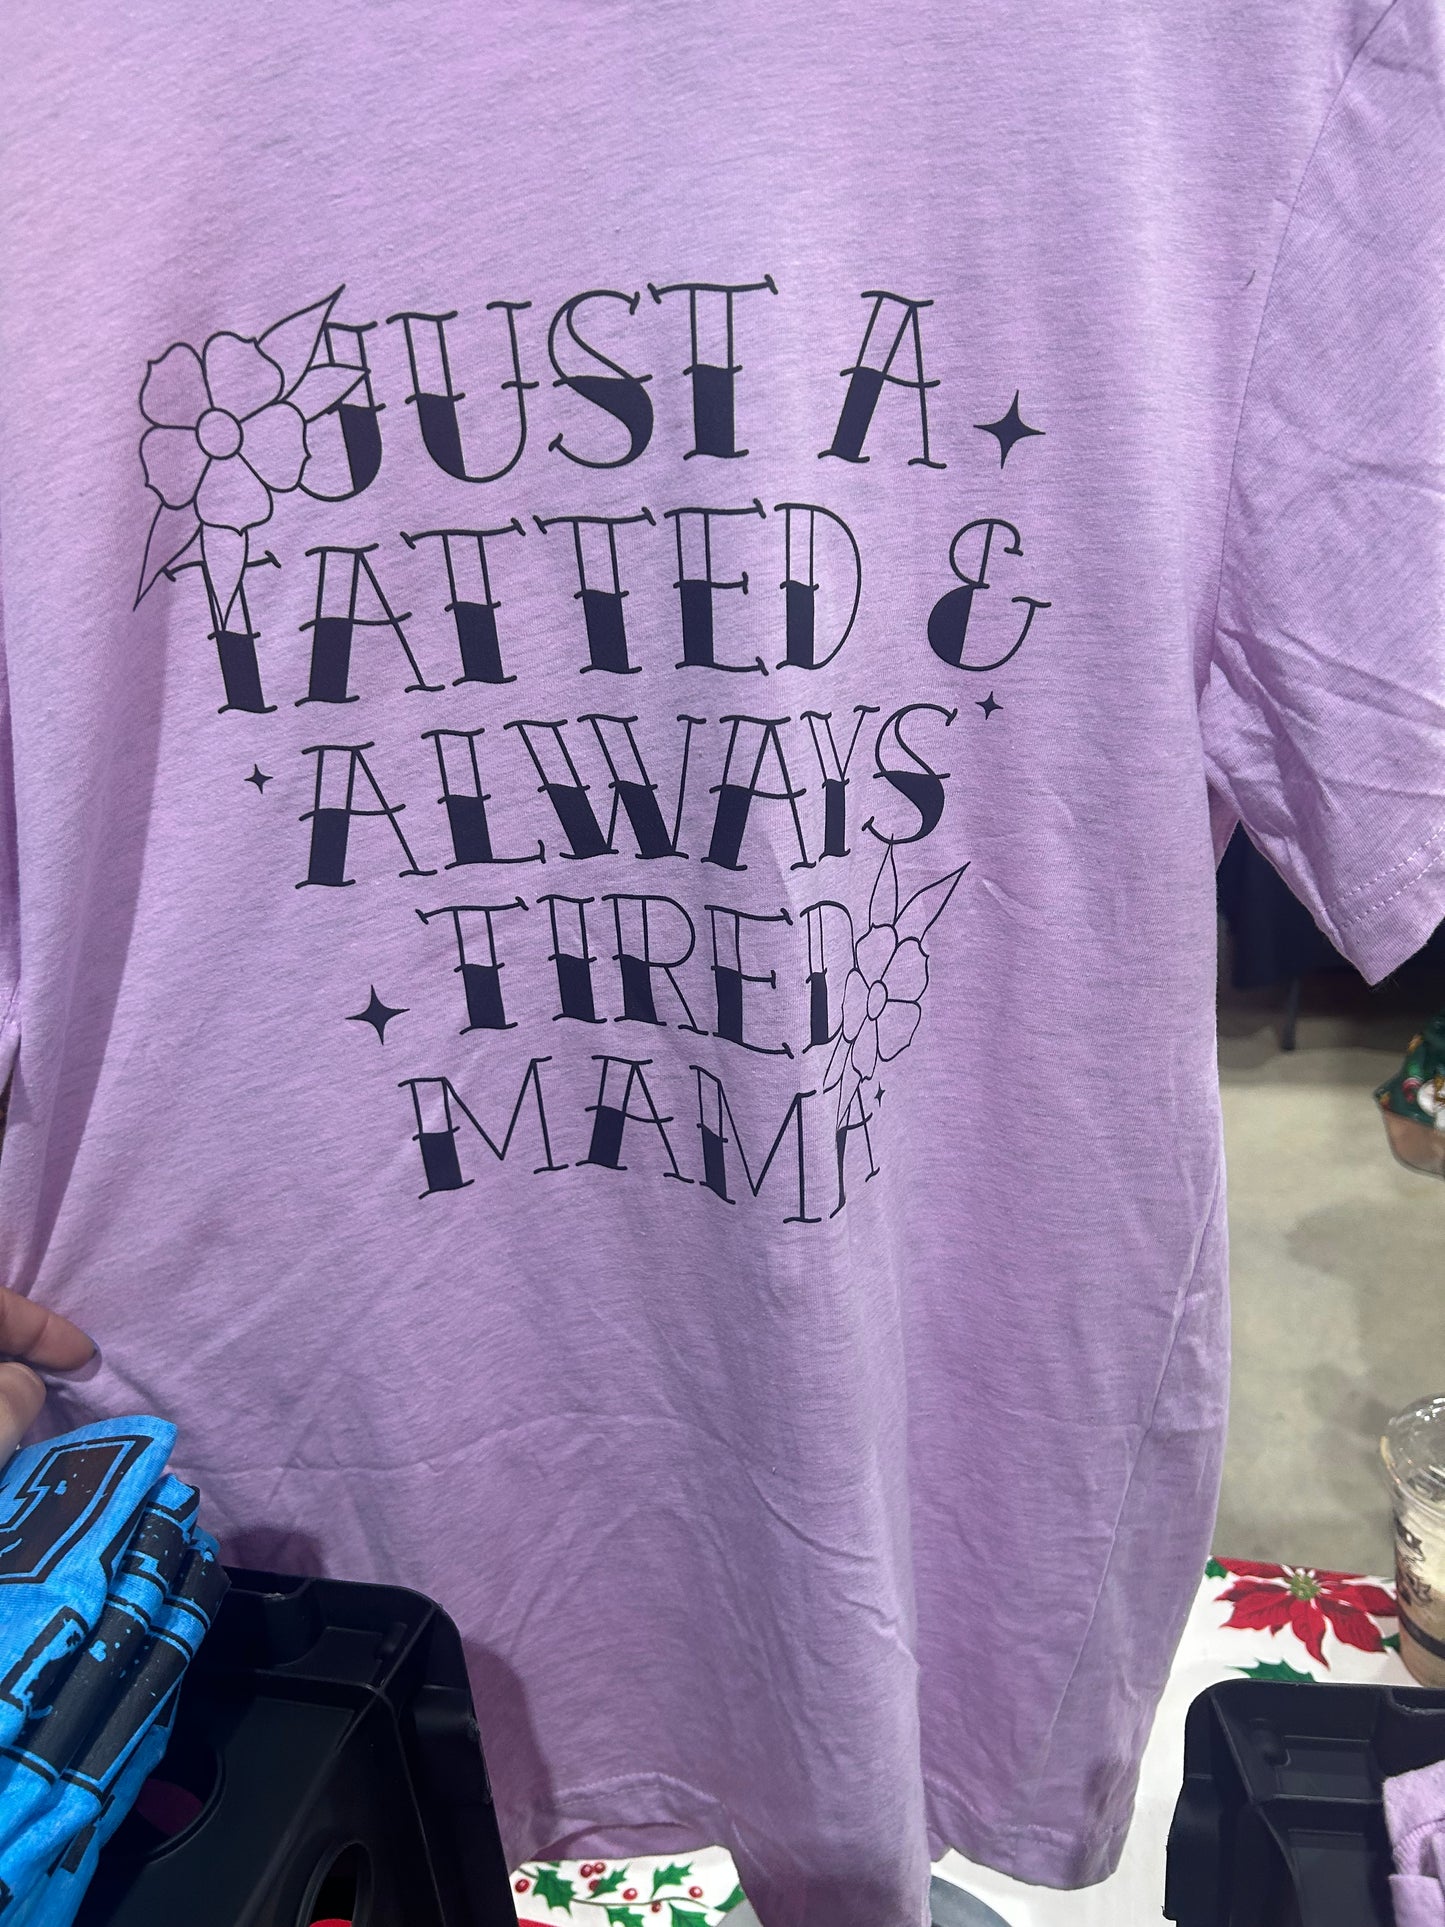 JUST A
TATTED &
ALWAYS
TIRED
MAMA